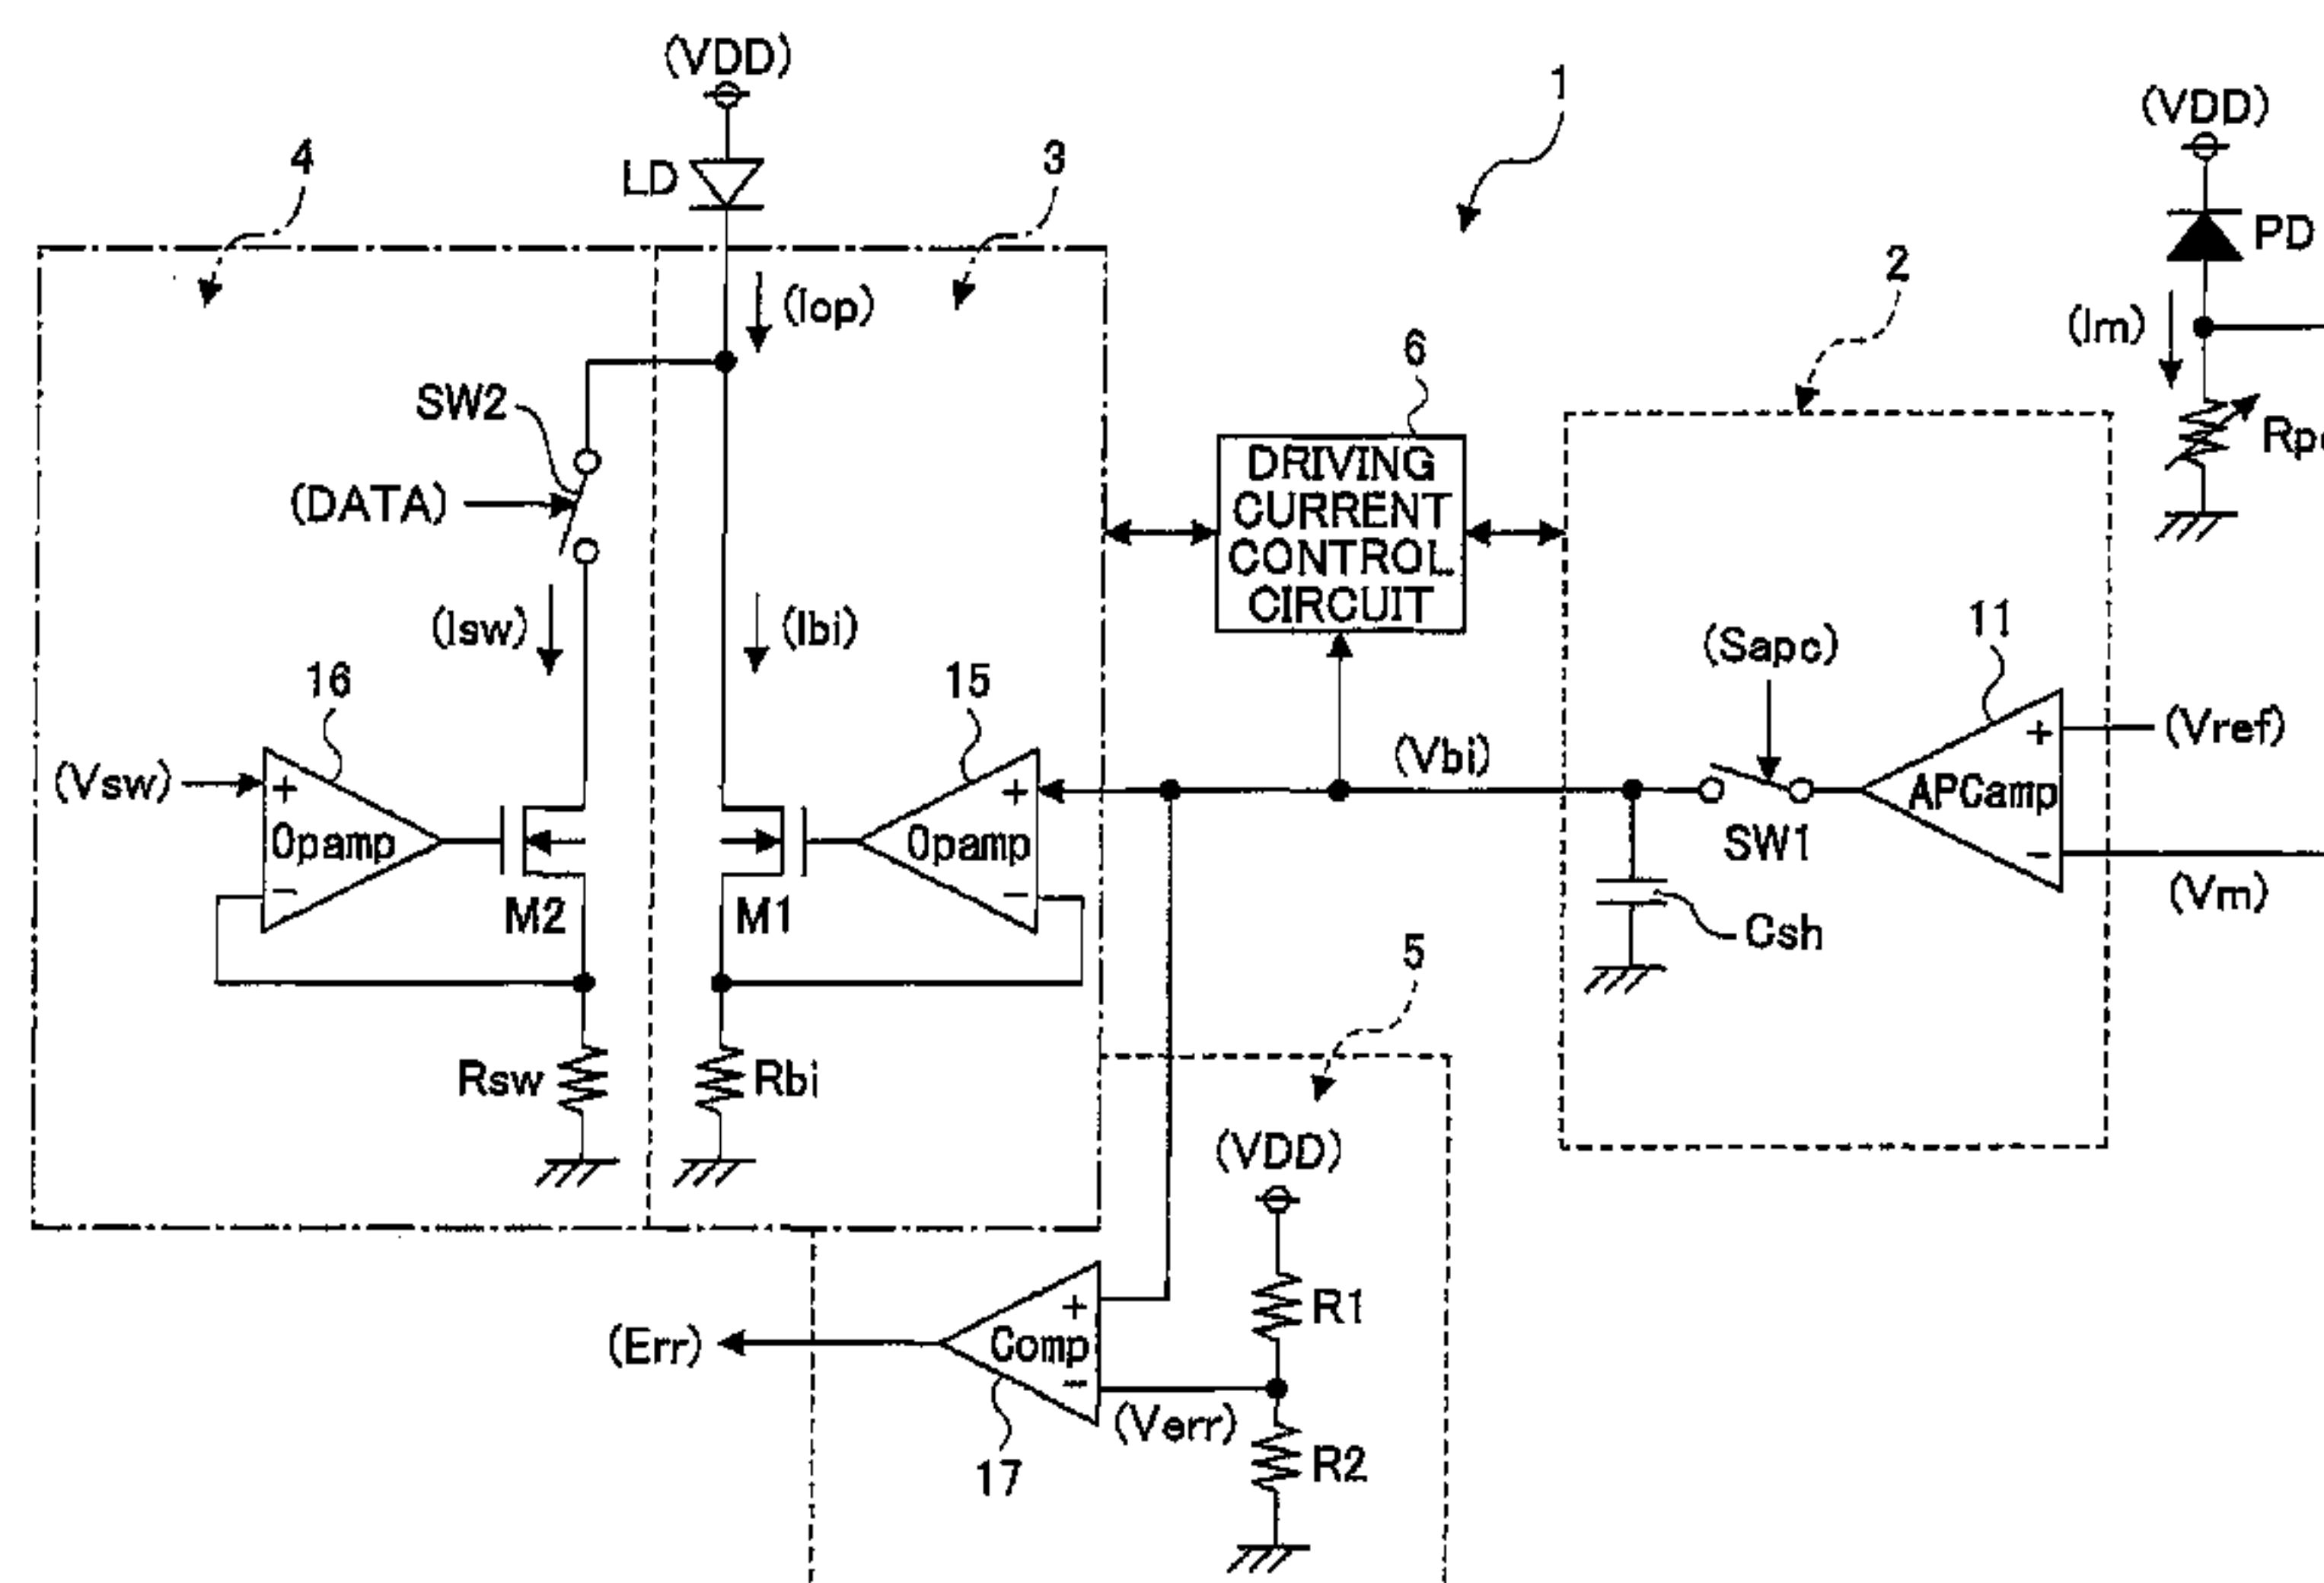 (VDD)
1
(VDD)
4
LD
3
PD
2
(Iop)
(Im)
6
SW2
DRIVING
CURRENT
CONTROL
CIRCUIT
(DATA)
11
(Isw)
(Ibi)
(Sapc)
16
15
(Vsw)
+
Opamp
−
+
Opamp
−
(Vbi)
+
APCamp
−
(Vref)
SW1
M2
M1
(Vm)
Csh
5
Rsw
Rbi
(VDD)
R1
+
Comp
−
(Err)
(Verr)
17
R2